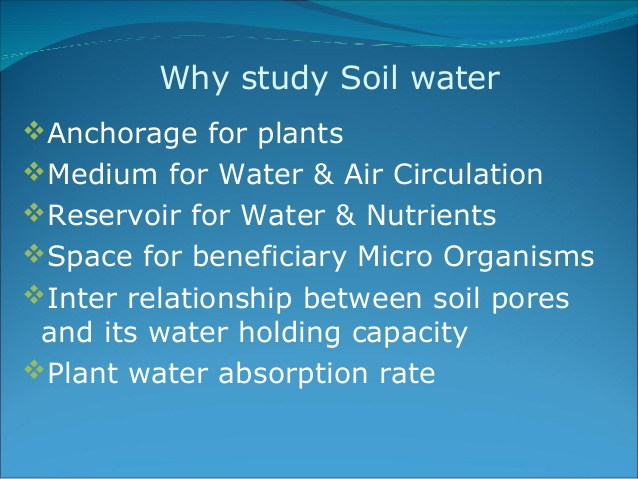 Why study Soil water
❖Anchorage for plants
❖Medium for Water & Air Circulation
❖Reservoir for Water & Nutrients
❖Space for beneficiary Micro Organisms
❖Inter relationship between soil pores
and its water holding capacity
❖Plant water absorption rate